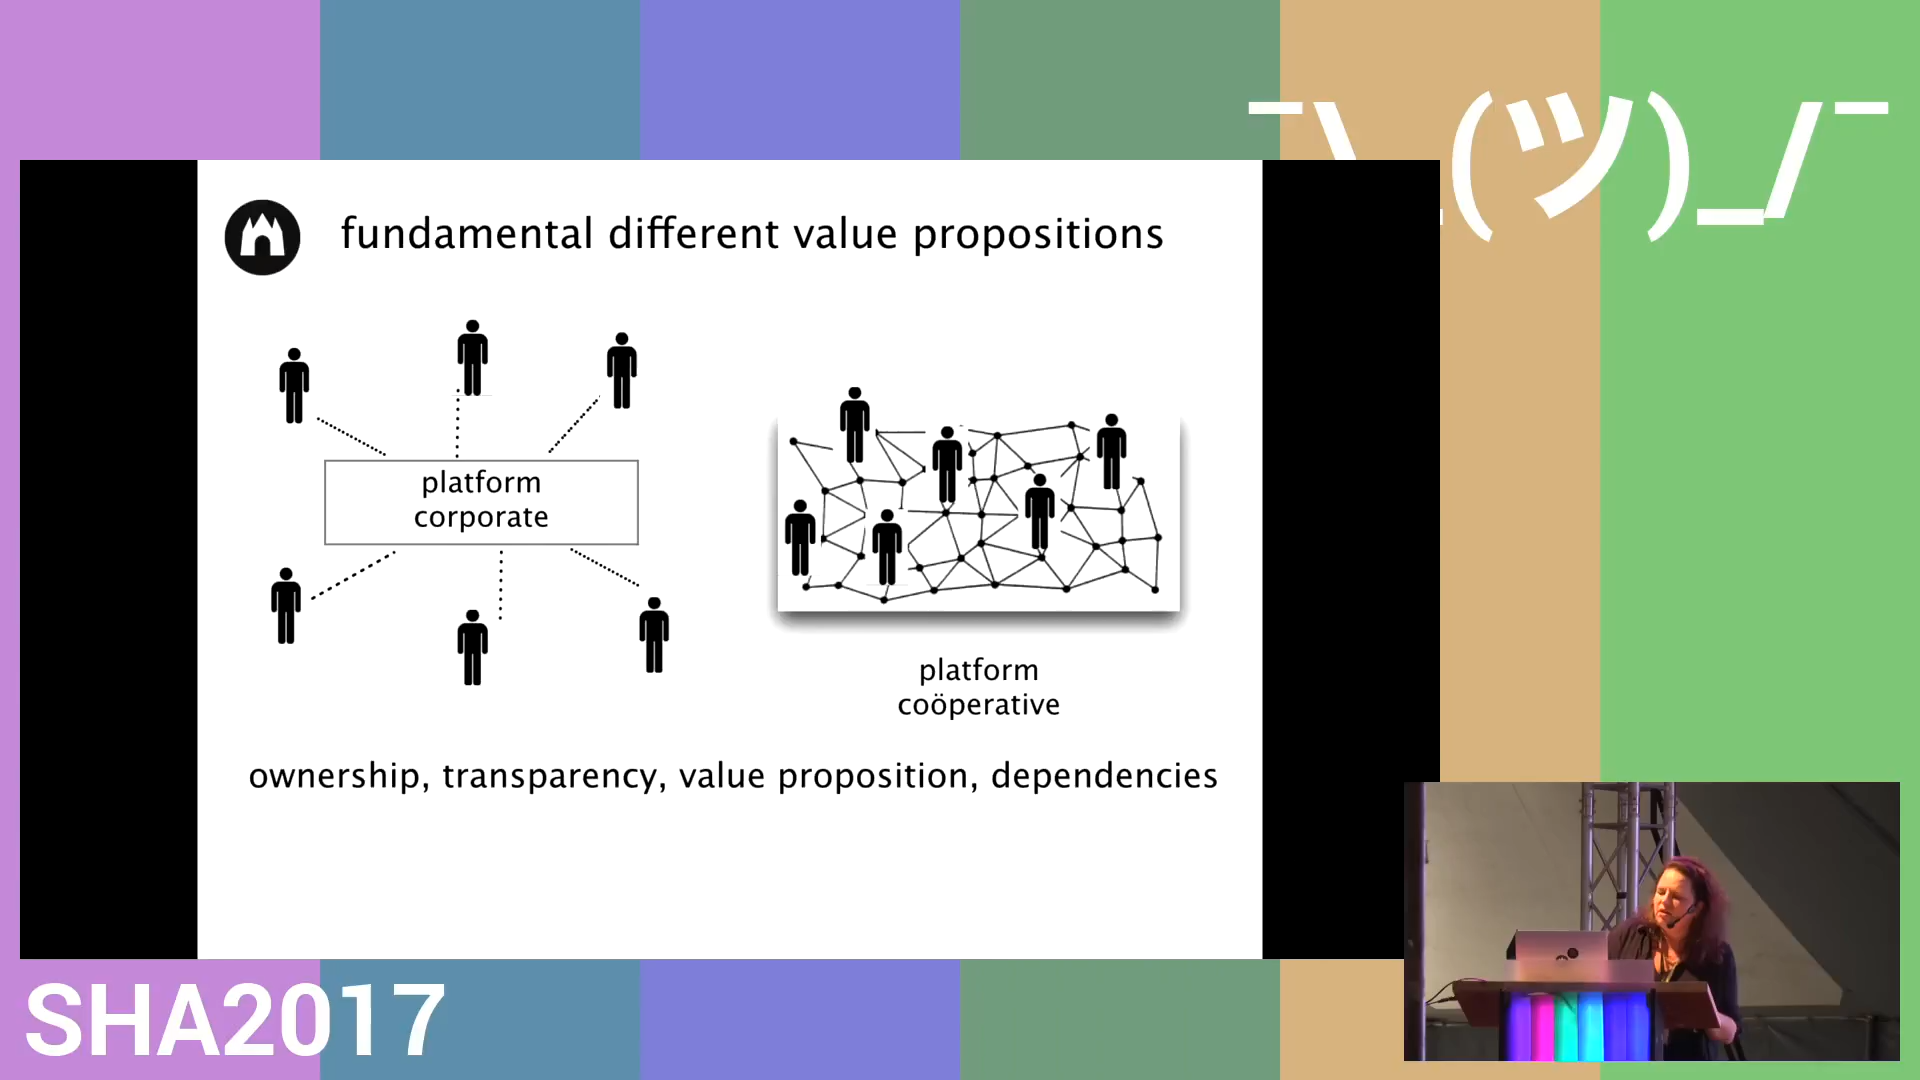 ¯\_(ツ)_/¯
fundamental different value propositions
platform
corporate
platform
coöperative
ownership, transparency, value proposition, dependencies
SHA2017